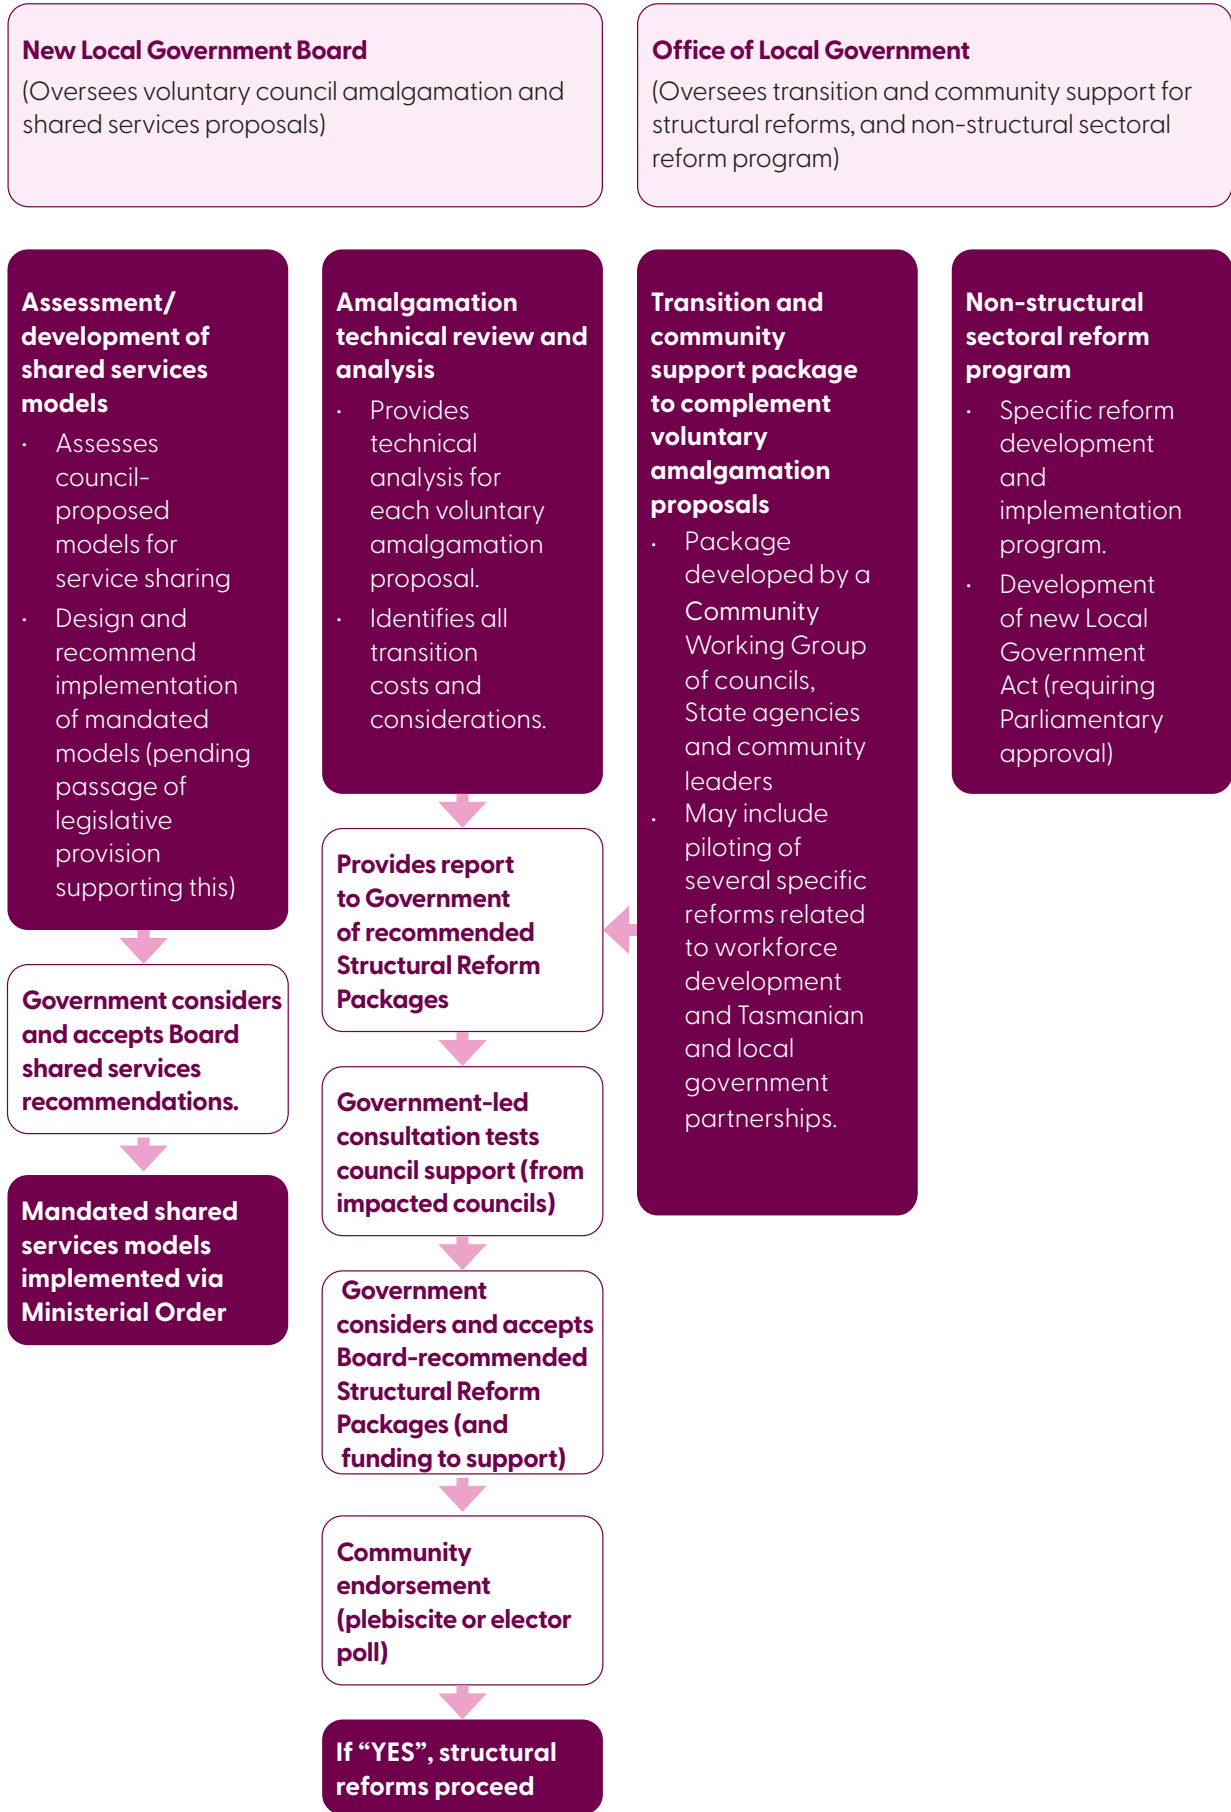 New Local Government Board
(Oversees voluntary council amalgamation and
shared services proposals)
Office of Local Government
(Oversees transition and community support for
structural reforms, and non-structural sectoral
reform program)
Assessment/
development of
shared services
models
· Assesses
council-
proposed
models for
service sharing
· Design and
recommend
implementation
of mandated
models (pending
passage of
legislative
provision
supporting this)
Government considers
and accepts Board
shared services
recommendations.
Mandated shared
services models
implemented via
Ministerial Order
Amalgamation
technical review and
analysis
· Provides
technical
analysis for
each voluntary
amalgamation
proposal.
· Identifies all
transition
costs and
considerations.
Provides report
to Government
of recommended
Structural Reform
Packages
Government-led
consultation tests
council support (from
impacted councils)
Government
considers and accepts
Board-recommended
Structural Reform
Packages (and
funding to support)
Community
endorsement
(plebiscite or elector
poll)
If “YES”, structural
reforms proceed
Transition and
community
support package
to complement
voluntary
amalgamation
proposals
· Package
developed by a
Community
Working Group
of councils,
State agencies
and community
leaders
· May include
piloting of
several specific
reforms related
to workforce
development
and Tasmanian
and local
government
partnerships.
Non-structural
sectoral reform
program
· Specific reform
development
and
implementation
program.
· Development
of new Local
Government
Act (requiring
Parliamentary
approval)